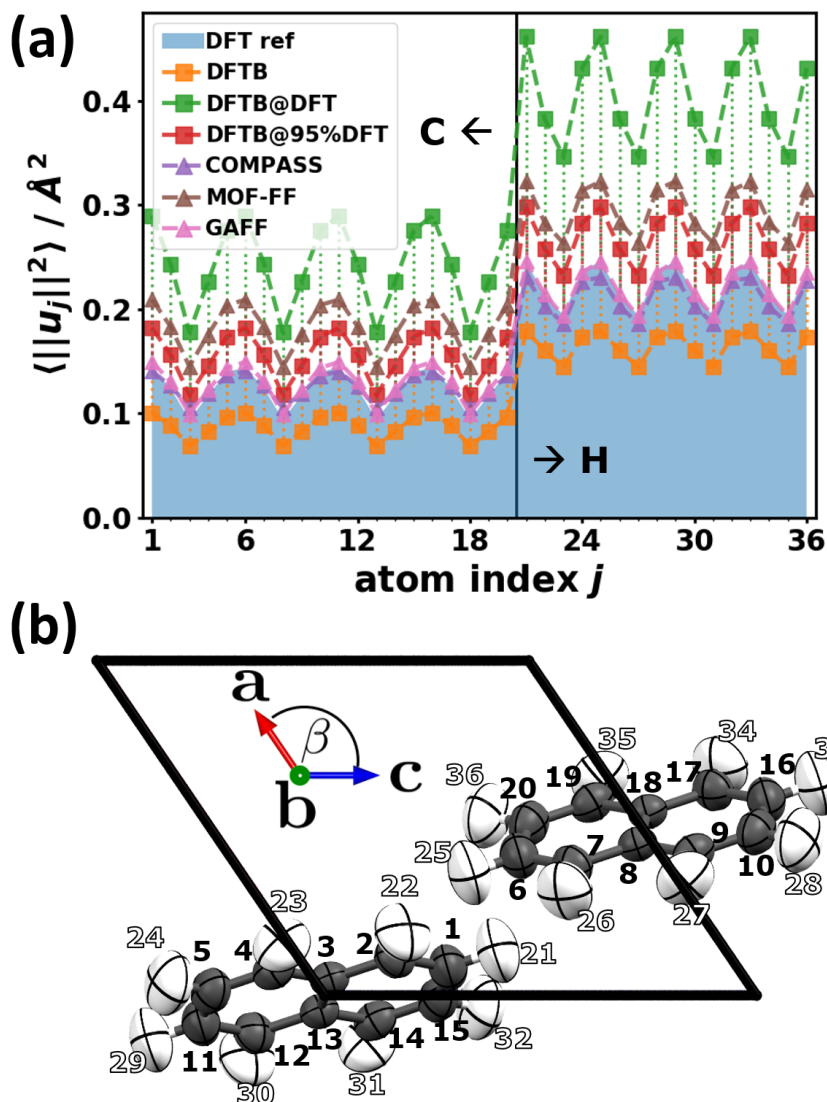 (a)
DFT ref
DFTB
DFTB@DFT
DFTB@95%DFT
COMPASS
MOF-FF
GAFF
C ←
→ H
⟨||u_j||²⟩ / Å²
0.4
0.3
0.2
0.1
0.0
1 6 12 18 24 30 36
atom index j
(b)
a
β
b
c
35 34
36 20 19 18 17 16
25 6 7 8 9 10
26 27 28
24 23 22
5 4 3 2 1 21
29 11 12 13 14 15 32
30 31